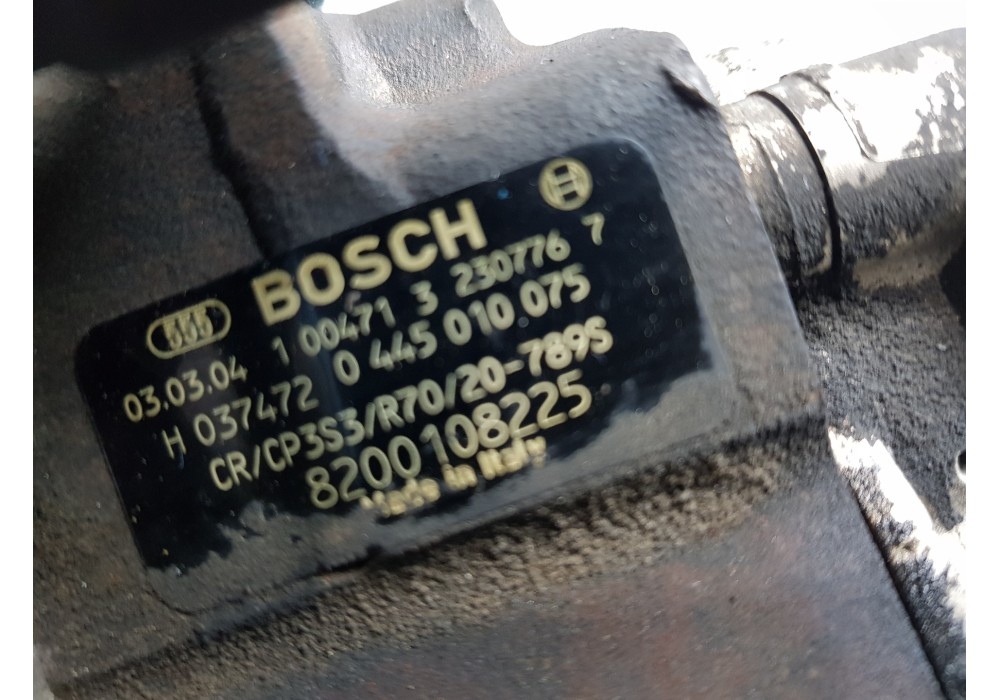 BOSCH
03.03.04 1 00471 3 230776 7
H 037472 0 445 010 075
CR/CP3S3/R70/20-789S
8200108225
Made in Italy